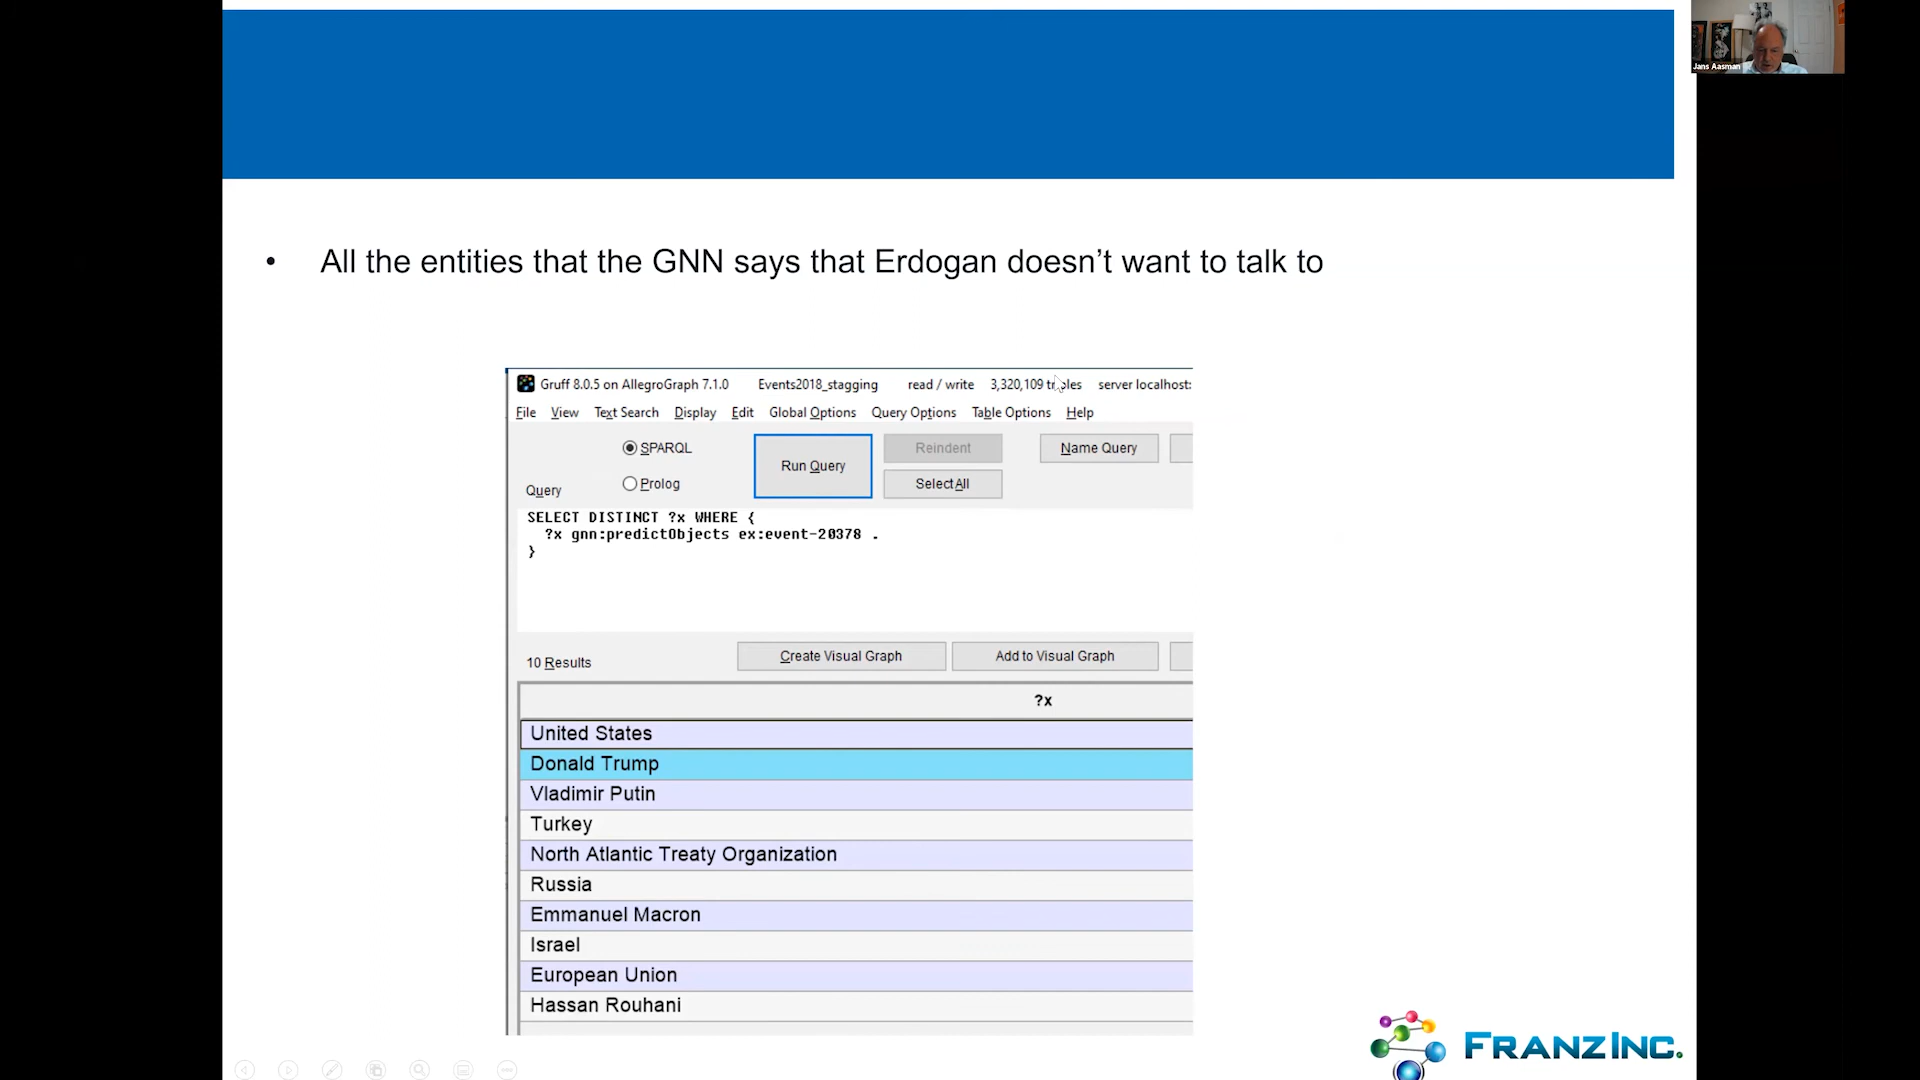 Jans Aasman
• All the entities that the GNN says that Erdogan doesn’t want to talk to
Gruff 8.0.5 on AllegroGraph 7.1.0 Events2018_stagging read / write 3,320,109 triples server localhost:
File View Text Search Display Edit Global Options Query Options Table Options Help
SPARQL
Run Query
Reindent
Name Query
Query
Prolog
Select All
SELECT DISTINCT ?x WHERE {
?x gnn:predictObjects ex:event-20378 .
}
10 Results
Create Visual Graph
Add to Visual Graph
?x
United States
Donald Trump
Vladimir Putin
Turkey
North Atlantic Treaty Organization
Russia
Emmanuel Macron
Israel
European Union
Hassan Rouhani
FRANZ INC.